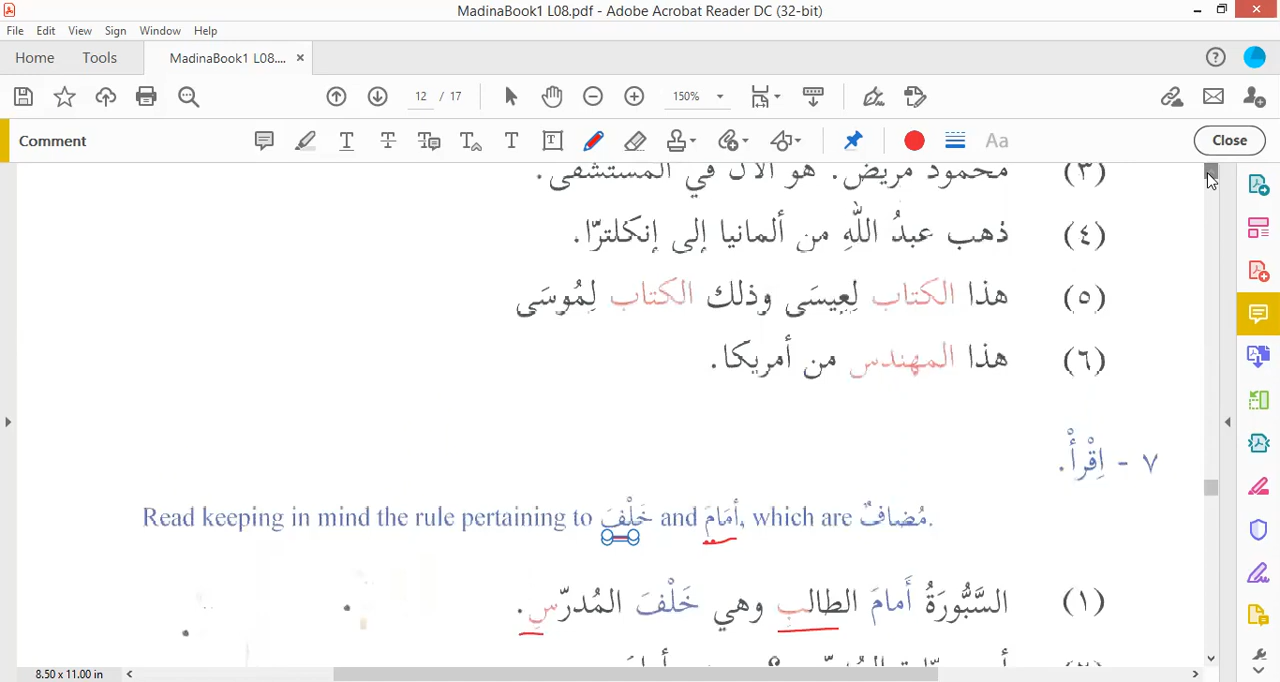 MadinaBook1 L08.pdf - Adobe Acrobat Reader DC (32-bit)
File Edit View Sign Window Help
Home Tools MadinaBook1 L08....
12 / 17 150%
Comment Close
(٣) محمود مريض. هو الآن في المستشفى.
(٤) ذهب عبدُ اللهِ من ألمانيا إلى إنكلترّا.
(٥) هذا الكتاب لِعِيسَى وذلك الكتاب لِمُوسَى
(٦) هذا المهندس من أمريكا.
٧ - اِقْرأْ.
Read keeping in mind the rule pertaining to خَلْفَ and أمَامَ, which are مُضافٌ.
(١) السَّبُّورَةُ أَمامَ الطالبِ وهي خَلْفَ المُدرّسِ.
8.50 x 11.00 in